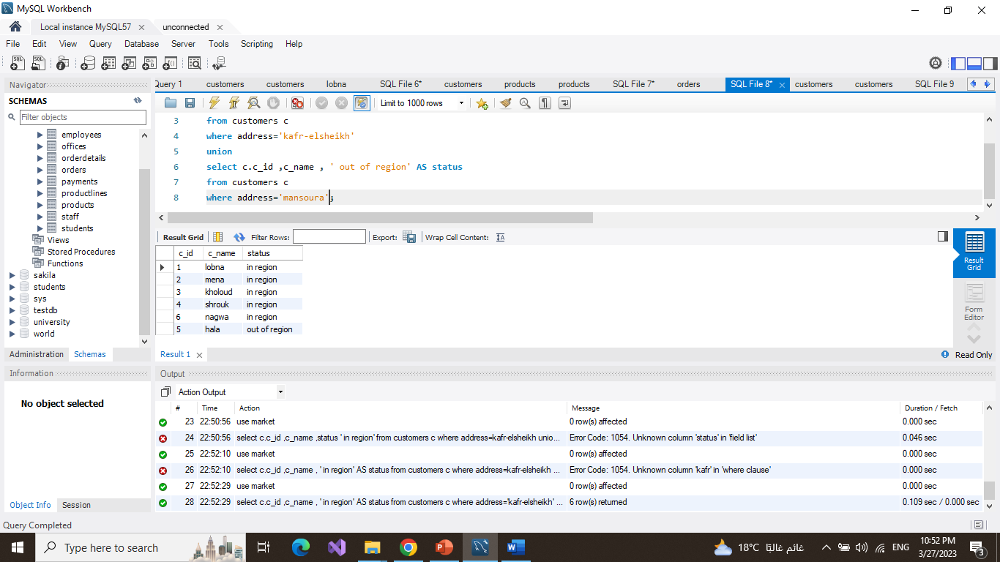 MySQL Workbench
Local instance MySQL57 unconnected
File Edit View Query Database Server Tools Scripting Help
Navigator
Query 1 customers customers lobna SQL File 6* customers products products SQL File 7* orders SQL File 8* customers customers SQL File 9
SCHEMAS
Filter objects
Limit to 1000 rows
employees
offices
orderdetails
orders
payments
productlines
products
staff
students
Views
Stored Procedures
Functions
sakila
students
sys
testdb
university
world
Administration Schemas
3 from customers c
4 where address='kafr-elsheikh'
5 union
6 select c.c_id ,c_name , ' out of region' AS status
7 from customers c
8 where address='mansoura';
Result Grid Filter Rows: Export: Wrap Cell Content:
c_id c_name status
1 lobna in region
2 mena in region
3 kholoud in region
4 shrouk in region
6 nagwa in region
5 hala out of region
Result Grid
Form Editor
Result 1
Read Only
Information
No object selected
Object Info Session
Output
Action Output
# Time Action Message Duration / Fetch
23 22:50:56 use market 0 row(s) affected 0.000 sec
24 22:50:56 select c.c_id ,c_name ,status ' in region' from customers c where address=kafr-elsheikh unio... Error Code: 1054. Unknown column 'status' in 'field list' 0.046 sec
25 22:52:10 use market 0 row(s) affected 0.000 sec
26 22:52:10 select c.c_id ,c_name , ' in region' AS status from customers c where address=kafr-elsheikh ... Error Code: 1054. Unknown column 'kafr' in 'where clause' 0.000 sec
27 22:52:29 use market 0 row(s) affected 0.000 sec
28 22:52:29 select c.c_id ,c_name , ' in region' AS status from customers c where address='kafr-elsheikh' ... 6 row(s) returned 0.109 sec / 0.000 sec
Query Completed
Type here to search
18°C غائم غالبًا
ENG
10:52 PM
3/27/2023
3